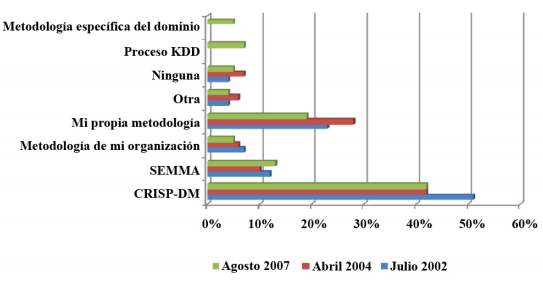 Metodología específica del dominio
Proceso KDD
Ninguna
Otra
Mi propia metodología
Metodología de mi organización
SEMMA
CRISP-DM
0% 10% 20% 30% 40% 50% 60%
Agosto 2007 Abril 2004 Julio 2002